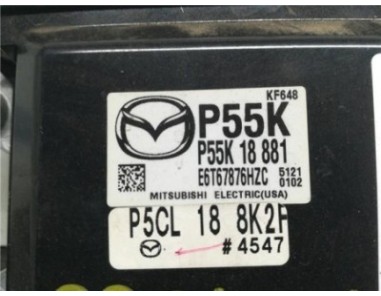 KF648
P55K
P55K 18 881
E6T67876HZC 5121
0102
MITSUBISHI ELECTRIC(USA)
P5CL 18 8K2F
#4547